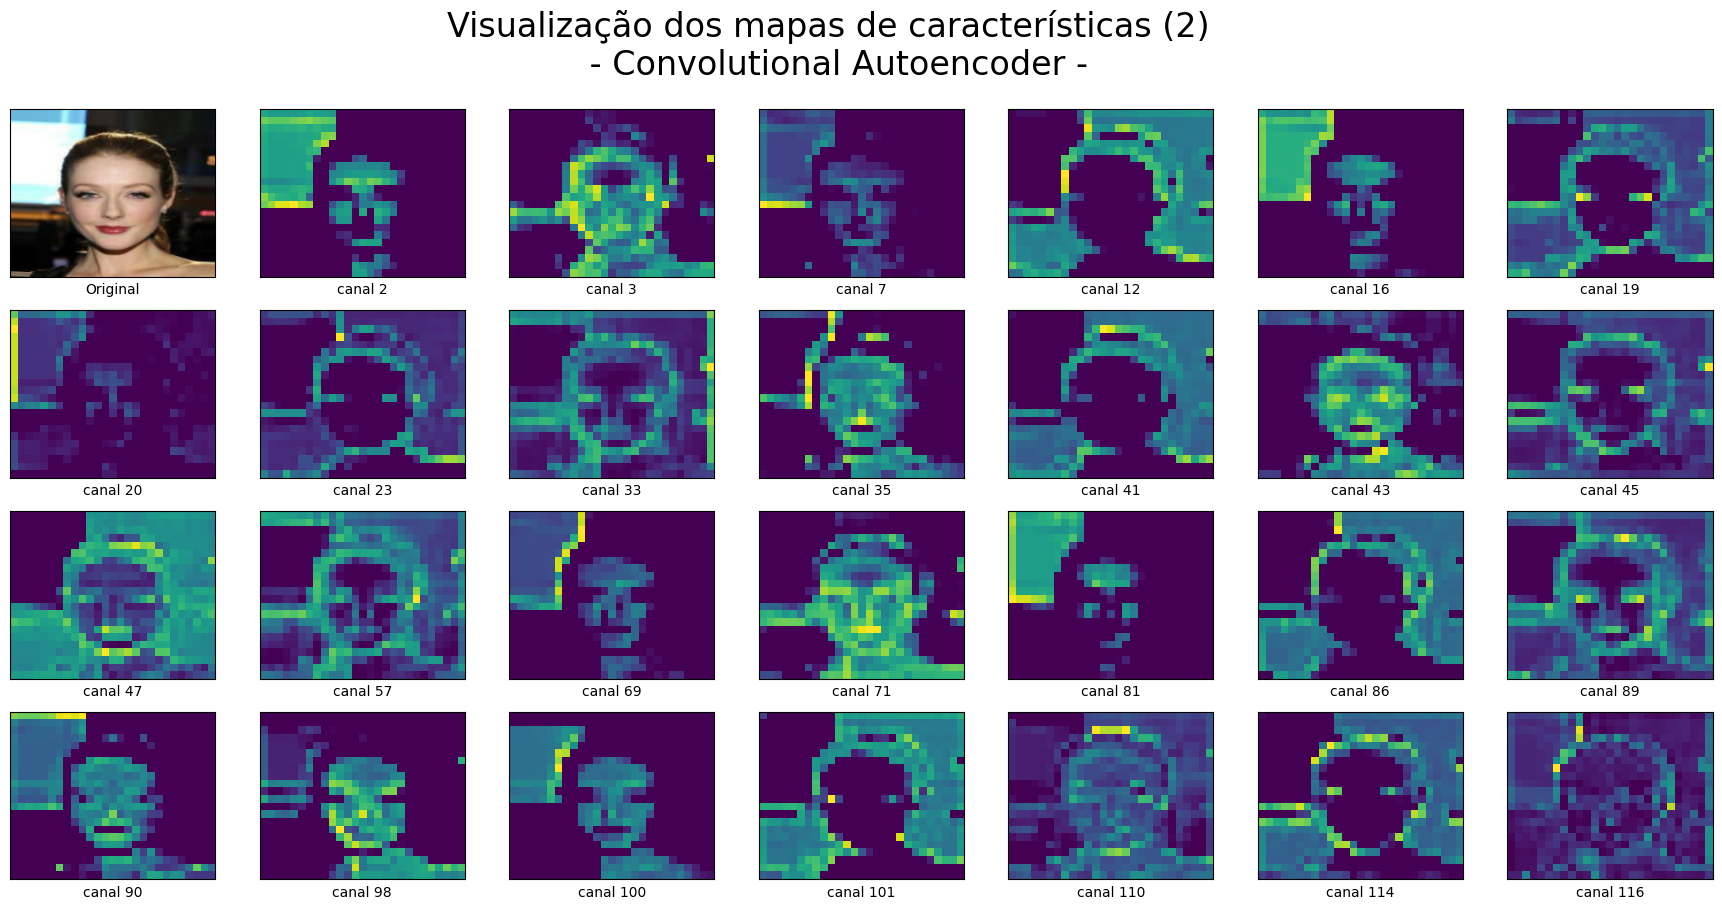 Visualização dos mapas de características (2)
- Convolutional Autoencoder -
Original
canal 2
canal 3
canal 7
canal 12
canal 16
canal 19
canal 20
canal 23
canal 33
canal 35
canal 41
canal 43
canal 45
canal 47
canal 57
canal 69
canal 71
canal 81
canal 86
canal 89
canal 90
canal 98
canal 100
canal 101
canal 110
canal 114
canal 116